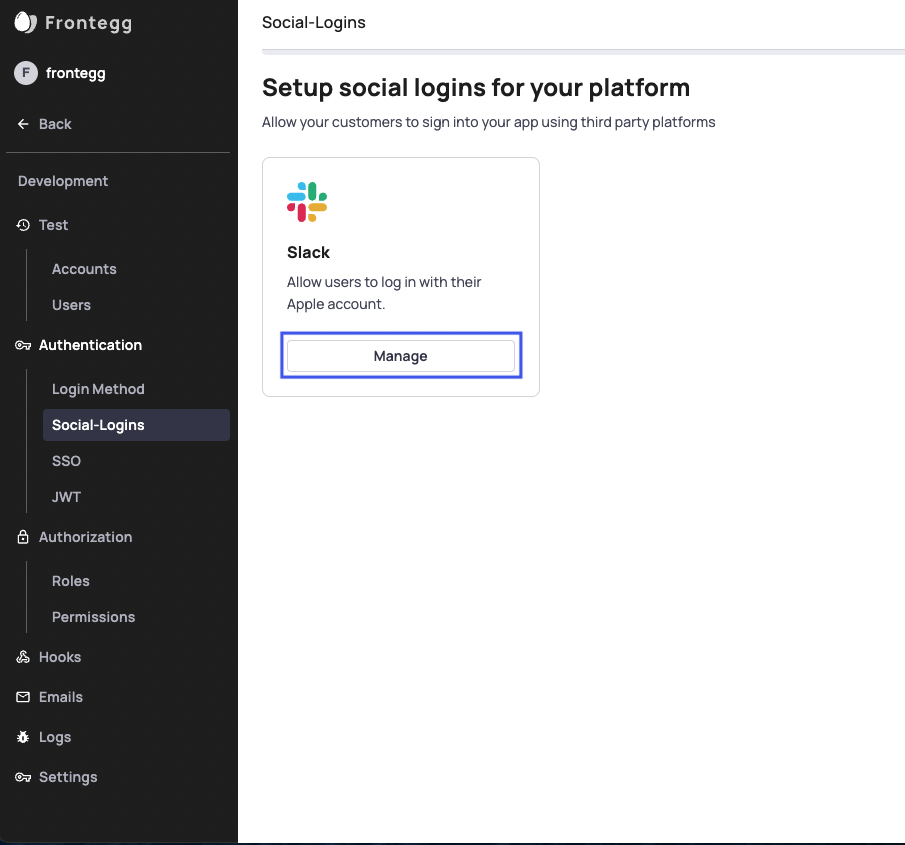 Frontegg
F frontegg
Back
Development
Test
Accounts
Users
Authentication
Login Method
Social-Logins
SSO
JWT
Authorization
Roles
Permissions
Hooks
Emails
Logs
Settings
Social-Logins
Setup social logins for your platform
Allow your customers to sign into your app using third party platforms
Slack
Allow users to log in with their
Apple account.
Manage